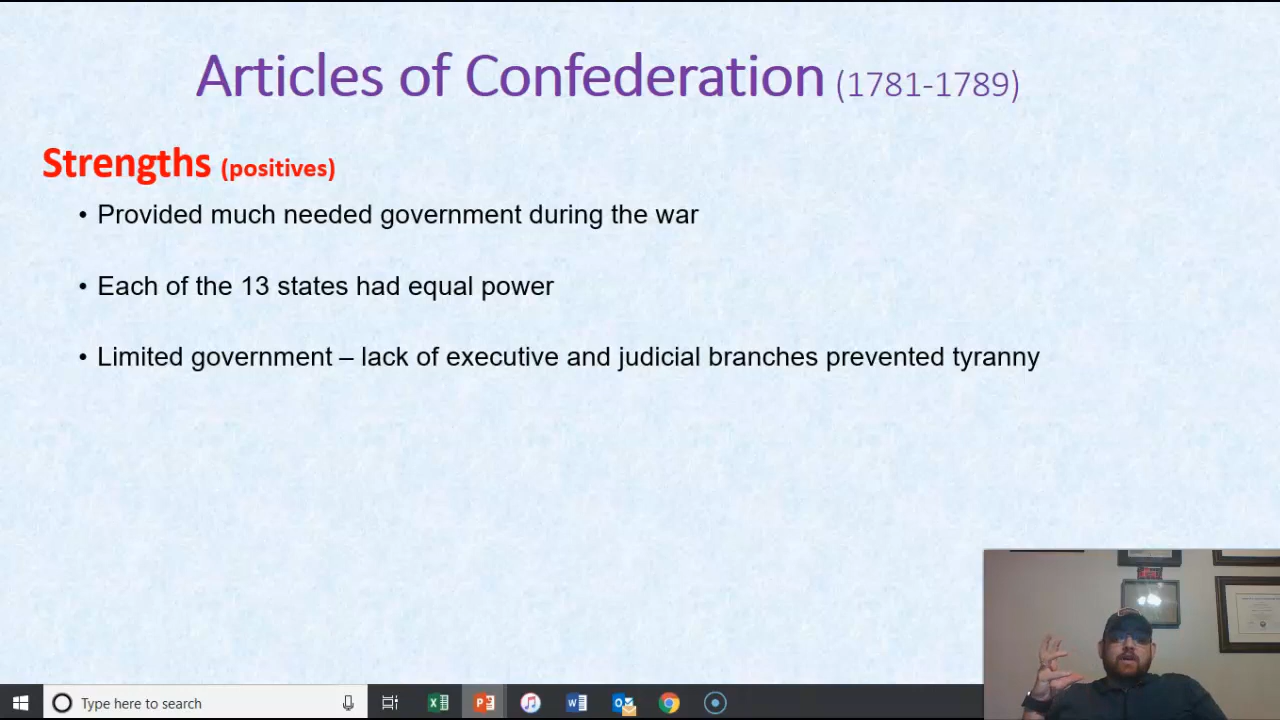 Articles of Confederation (1781-1789)
Strengths (positives)
• Provided much needed government during the war
• Each of the 13 states had equal power
• Limited government – lack of executive and judicial branches prevented tyranny
Type here to search